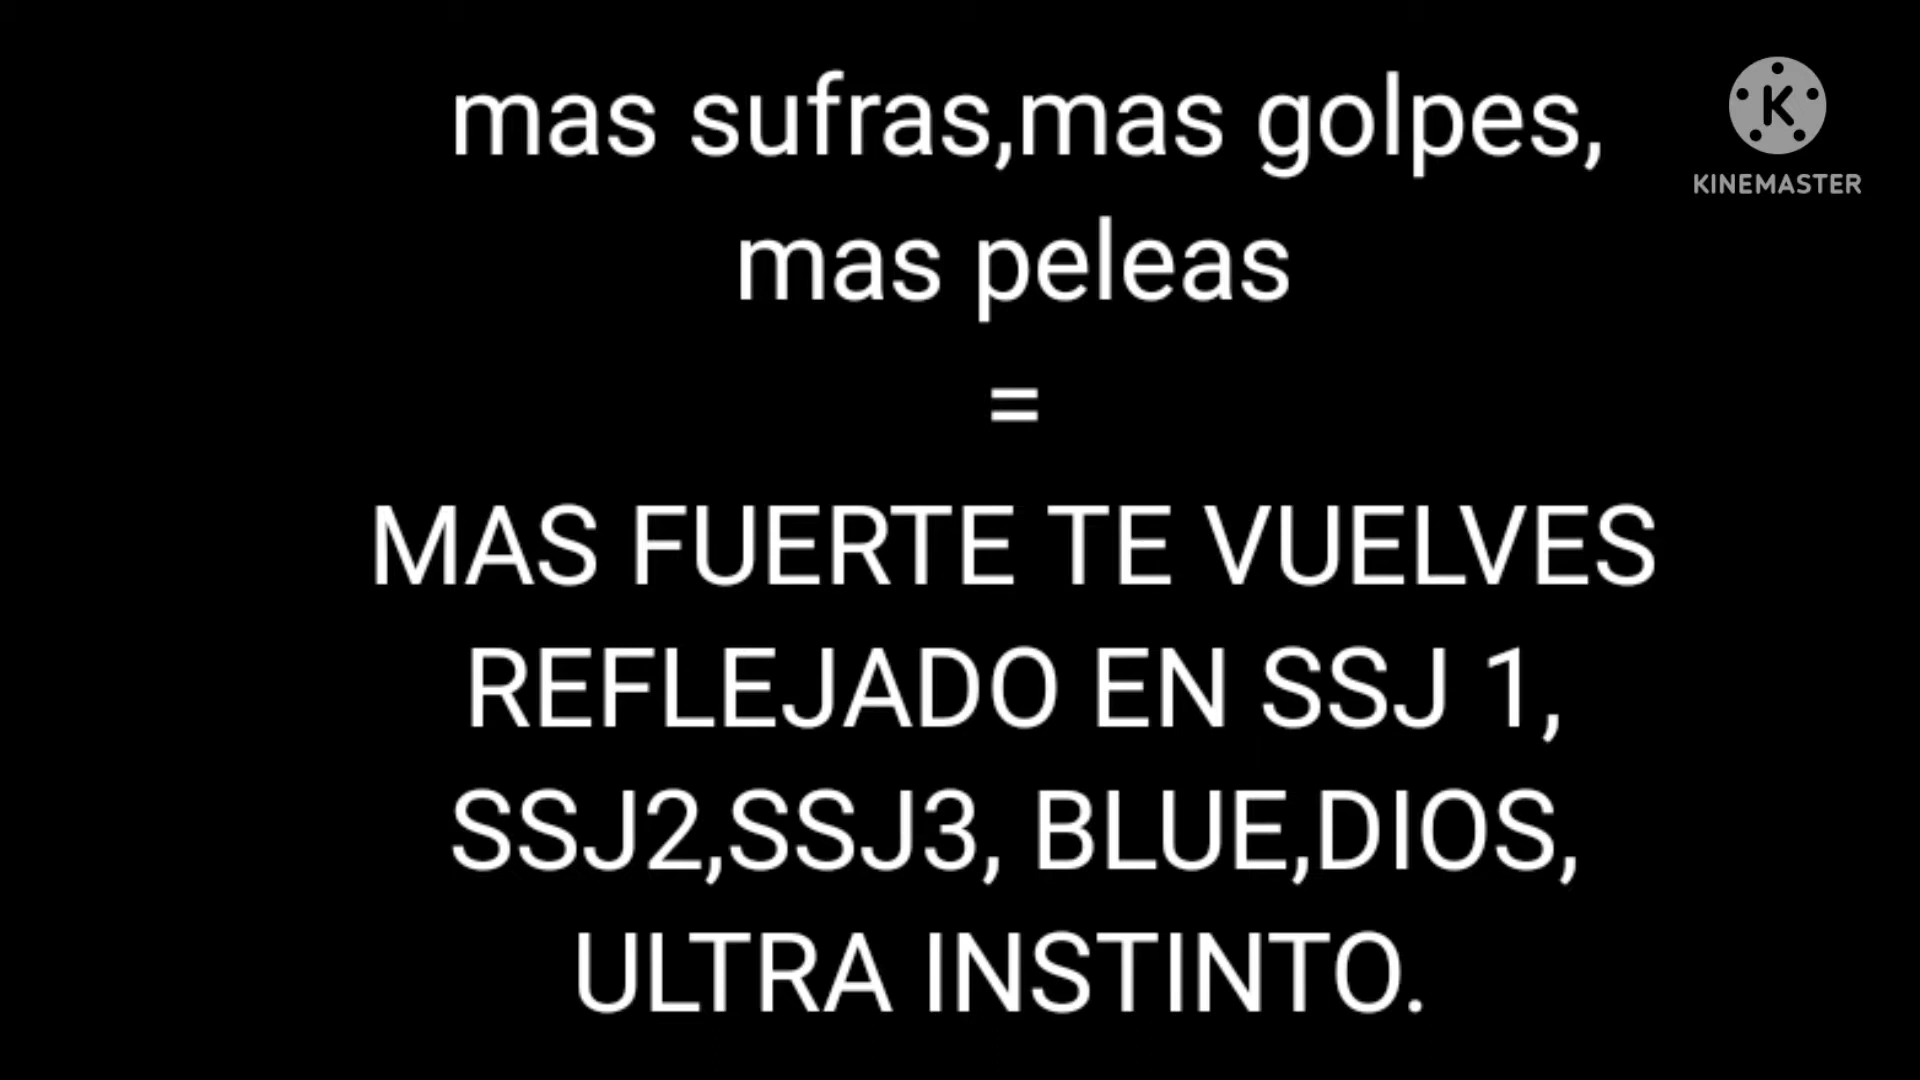 mas sufras,mas golpes,
mas peleas
=
MAS FUERTE TE VUELVES
REFLEJADO EN SSJ 1,
SSJ2,SSJ3, BLUE,DIOS,
ULTRA INSTINTO.
K
KINEMASTER